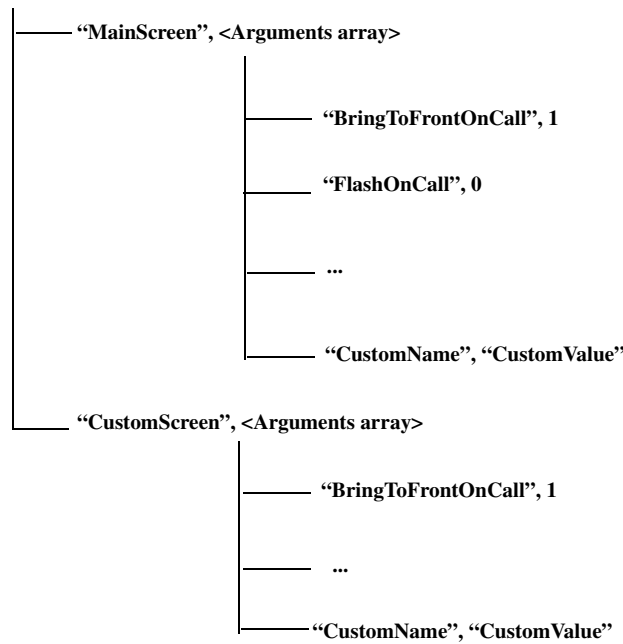 “MainScreen”, <Arguments array>
“BringToFrontOnCall”, 1
“FlashOnCall”, 0
...
“CustomName”, “CustomValue”
“CustomScreen”, <Arguments array>
“BringToFrontOnCall”, 1
...
“CustomName”, “CustomValue”